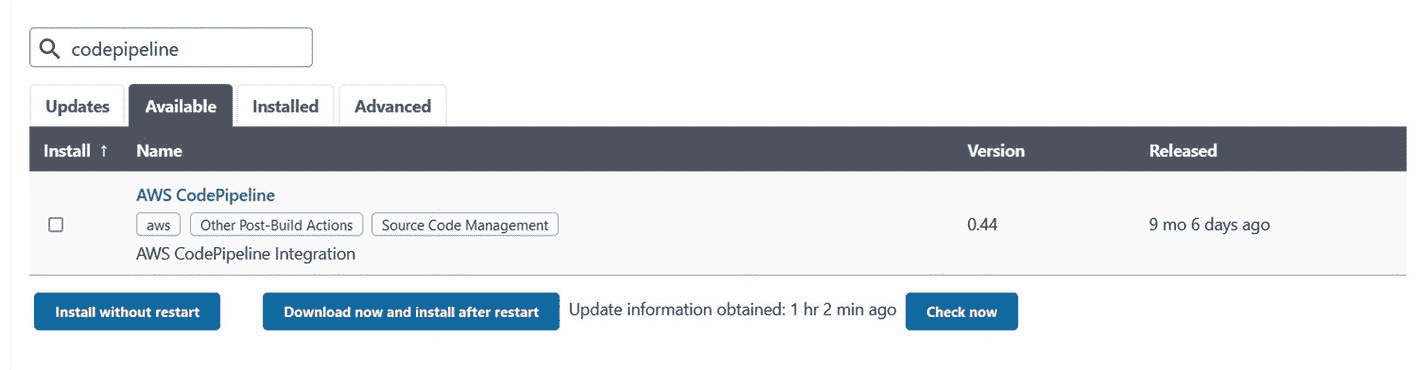 codepipeline
Updates Available Installed Advanced
Install ↑ Name Version Released
AWS CodePipeline
aws Other Post-Build Actions Source Code Management
0.44 9 mo 6 days ago
AWS CodePipeline Integration
Install without restart Download now and install after restart Update information obtained: 1 hr 2 min ago Check now